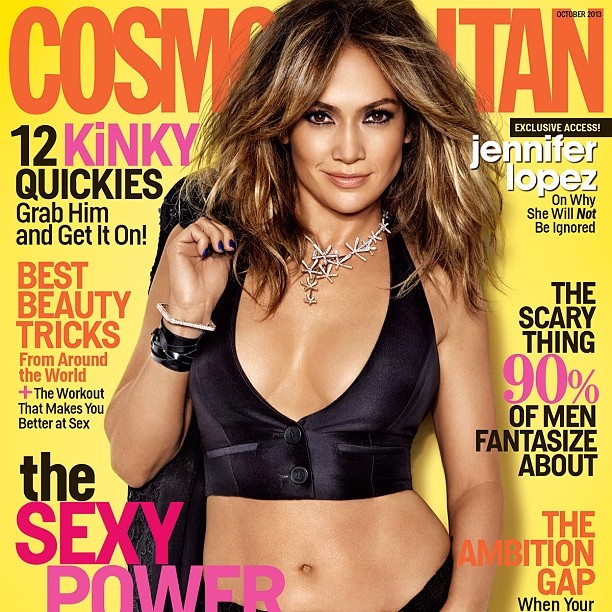 COSMOPOLITAN
OCTOBER 2013
12 KiNKY
QUICKIES
Grab Him
and Get It On!
BEST
BEAUTY
TRICKS
From Around
the World
+ The Workout
That Makes You
Better at Sex
the
SEXY
POWER
EXCLUSIVE ACCESS!
jennifer
lopez
On Why
She Will Not
Be Ignored
THE
SCARY
THING
90%
OF MEN
FANTASIZE
ABOUT
THE
AMBITION
GAP
When Your